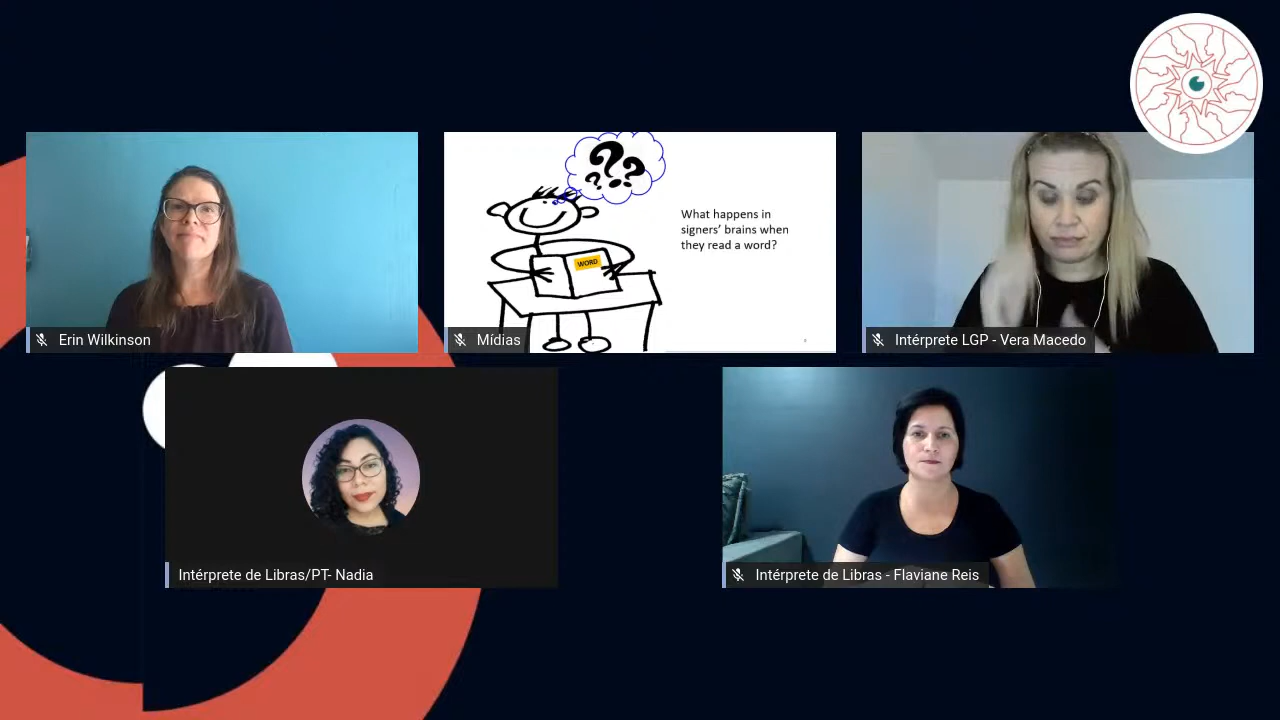 What happens in
signers' brains when
they read a word?
WORD
Erin Wilkinson
Mídias
Intérprete LGP - Vera Macedo
Intérprete de Libras/PT- Nadia
Intérprete de Libras - Flaviane Reis